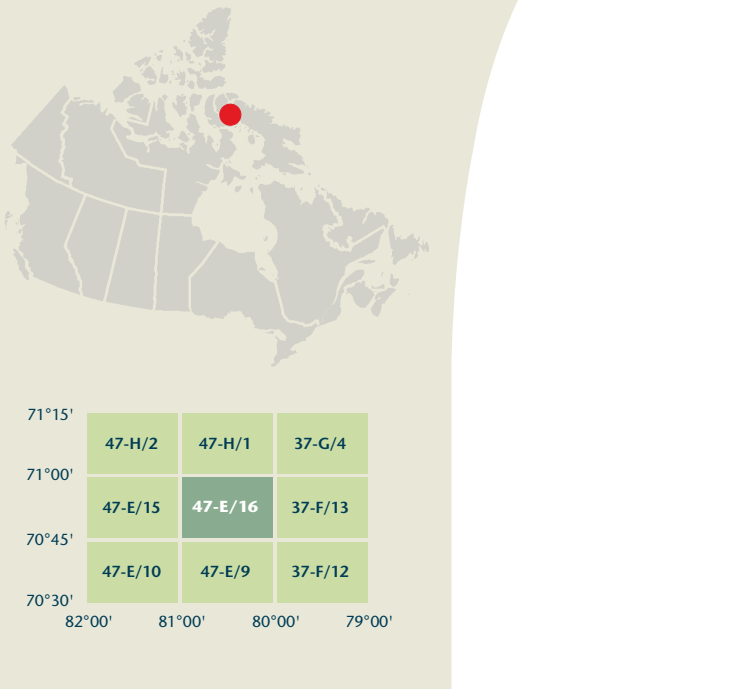 71°15'
47-H/2 47-H/1 37-G/4
71°00'
47-E/15 47-E/16 37-F/13
70°45'
47-E/10 47-E/9 37-F/12
70°30'
82°00' 81°00' 80°00' 79°00'